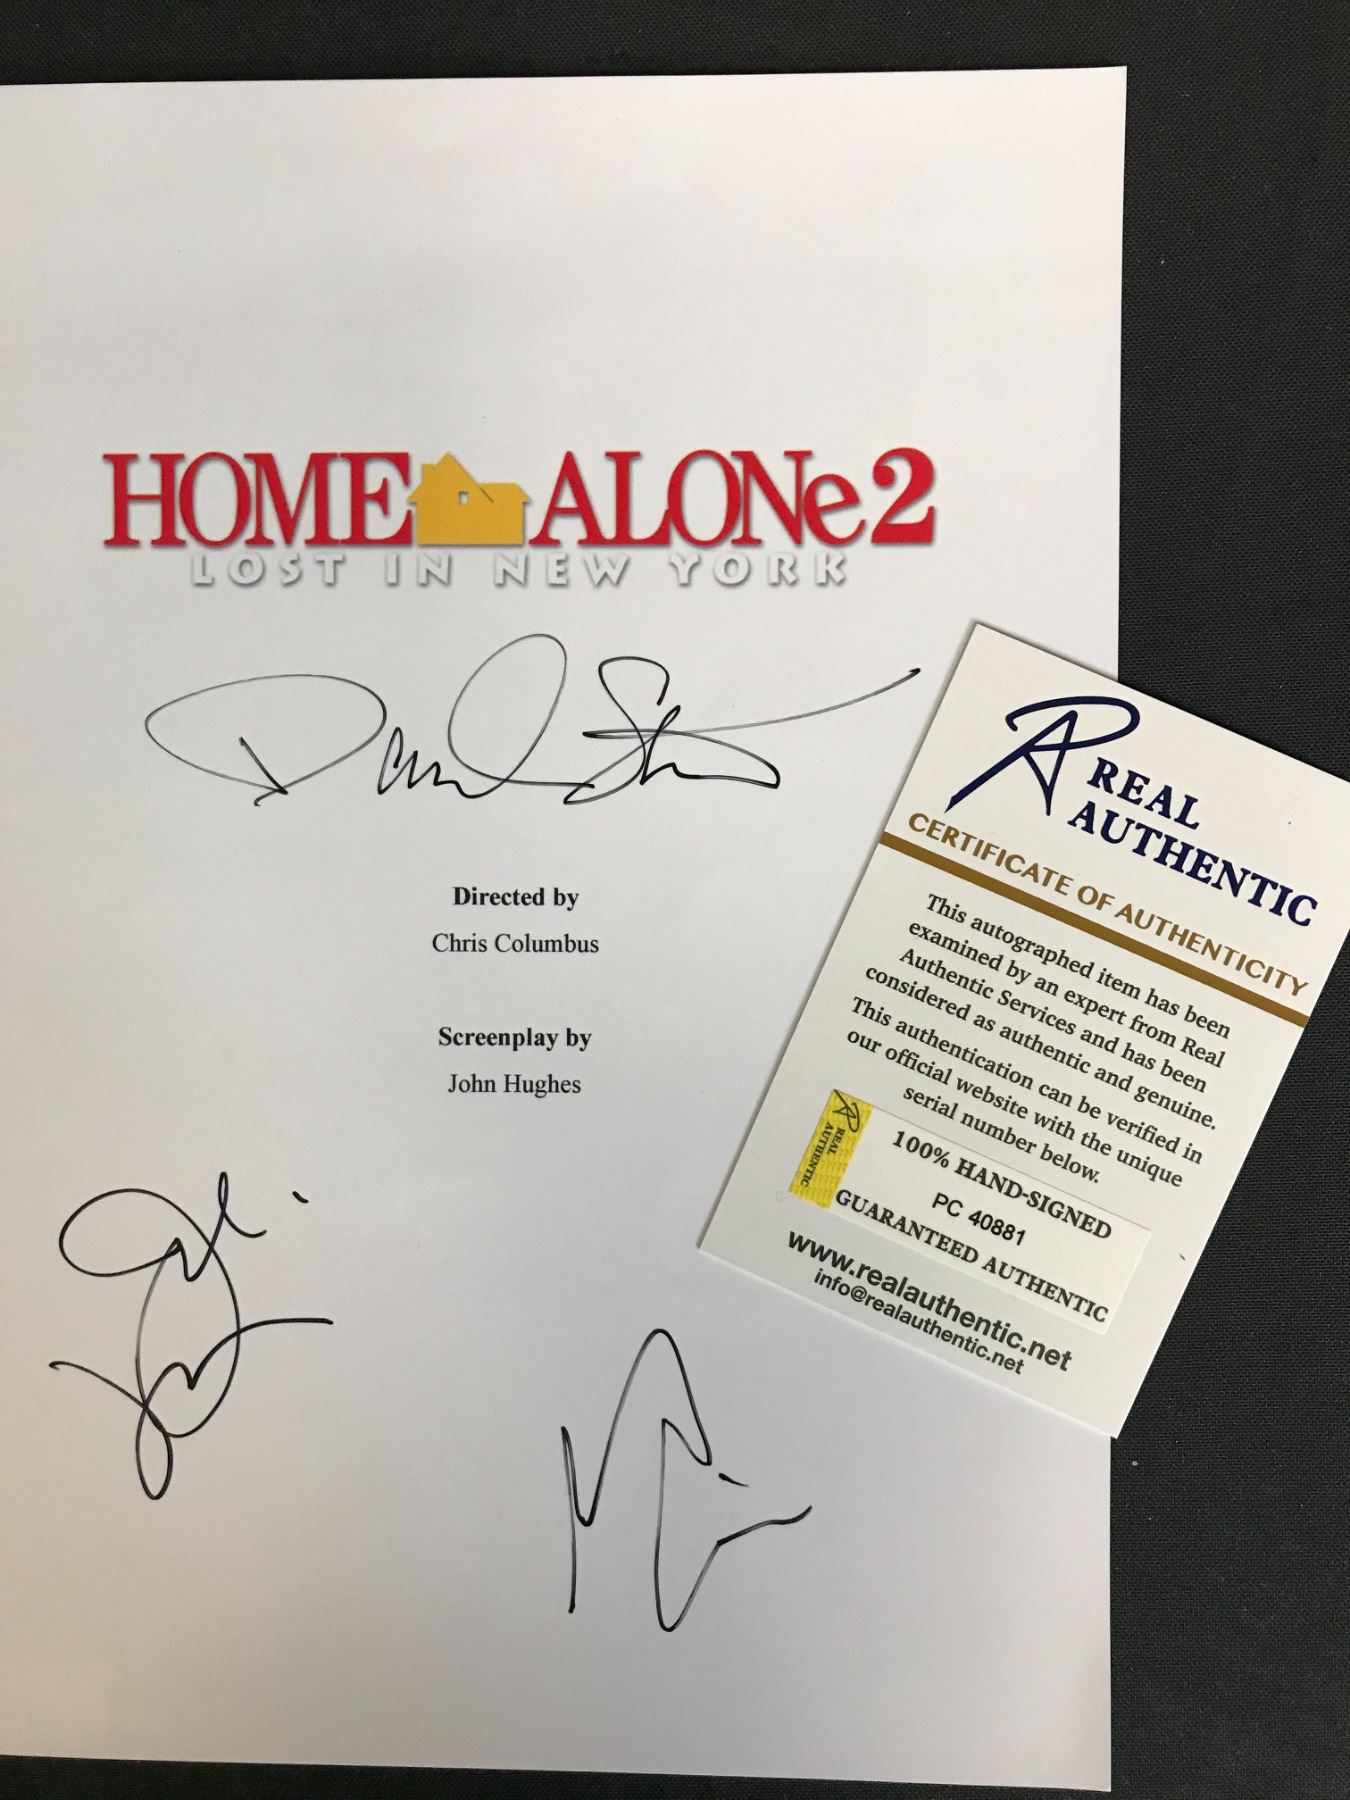 HOME ALONe 2
LOST IN NEW YORK
Directed by
Chris Columbus
Screenplay by
John Hughes
REAL
AUTHENTIC
CERTIFICATE OF AUTHENTICITY
This autographed item has been
examined by an expert from Real
Authentic Services and has been
considered as authentic and genuine.
This authentication can be verified in
our official website with the unique
serial number below.
REAL
AUTHENTIC
100% HAND-SIGNED
PC 40881
GUARANTEED AUTHENTIC
www.realauthentic.net
info@realauthentic.net